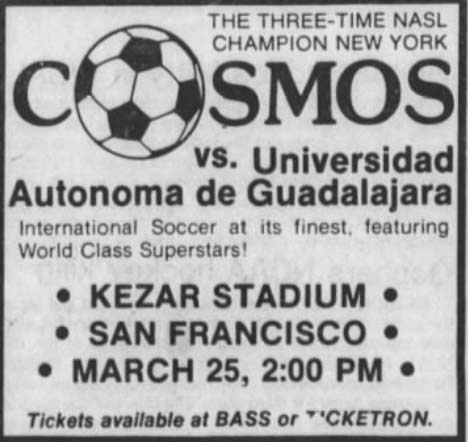 THE THREE-TIME NASL
CHAMPION NEW YORK
COSMOS
vs. Universidad
Autonoma de Guadalajara
International Soccer at its finest, featuring
World Class Superstars!
• KEZAR STADIUM •
• SAN FRANCISCO •
• MARCH 25, 2:00 PM •
Tickets available at BASS or TICKETRON.